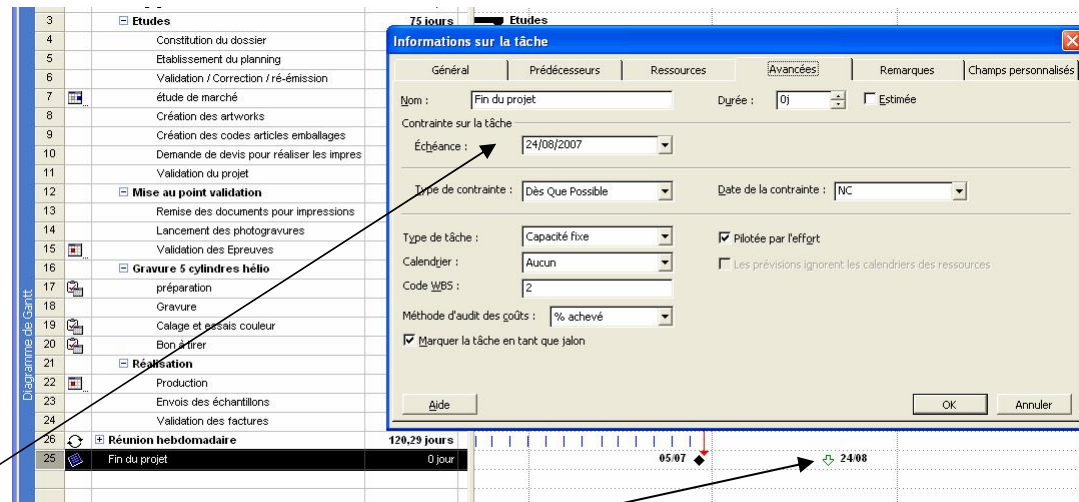 3 Etudes 75 jours Etudes
4 Constitution du dossier
5 Etablissement du planning
6 Validation / Correction / ré-émission
7 étude de marché
8 Création des artworks
9 Création des codes articles emballages
10 Demande de devis pour réaliser les impres
11 Validation du projet
12 Mise au point validation
13 Remise des documents pour impressions
14 Lancement des photogravures
15 Validation des Epreuves
16 Gravure 5 cylindres hélio
17 préparation
18 Gravure
19 Calage et essais couleur
20 Bon à tirer
21 Réalisation
22 Production
23 Envois des échantillons
24 Validation des factures
26 Réunion hebdomadaire 120,29 jours
25 Fin du projet 0 jour 05/07 24/08
Diagramme de Gantt
Informations sur la tâche
Général Prédécesseurs Ressources Avancées Remarques Champs personnalisés
Nom : Fin du projet Durée : 0j Estimée
Contrainte sur la tâche
Échéance : 24/08/2007
Type de contrainte : Dès Que Possible Date de la contrainte : NC
Type de tâche : Capacité fixe Pilotée par l'effort
Calendrier : Aucun Les prévisions ignorent les calendriers des ressources
Code WBS : 2
Méthode d'audit des coûts : % achevé
Marquer la tâche en tant que jalon
Aide OK Annuler